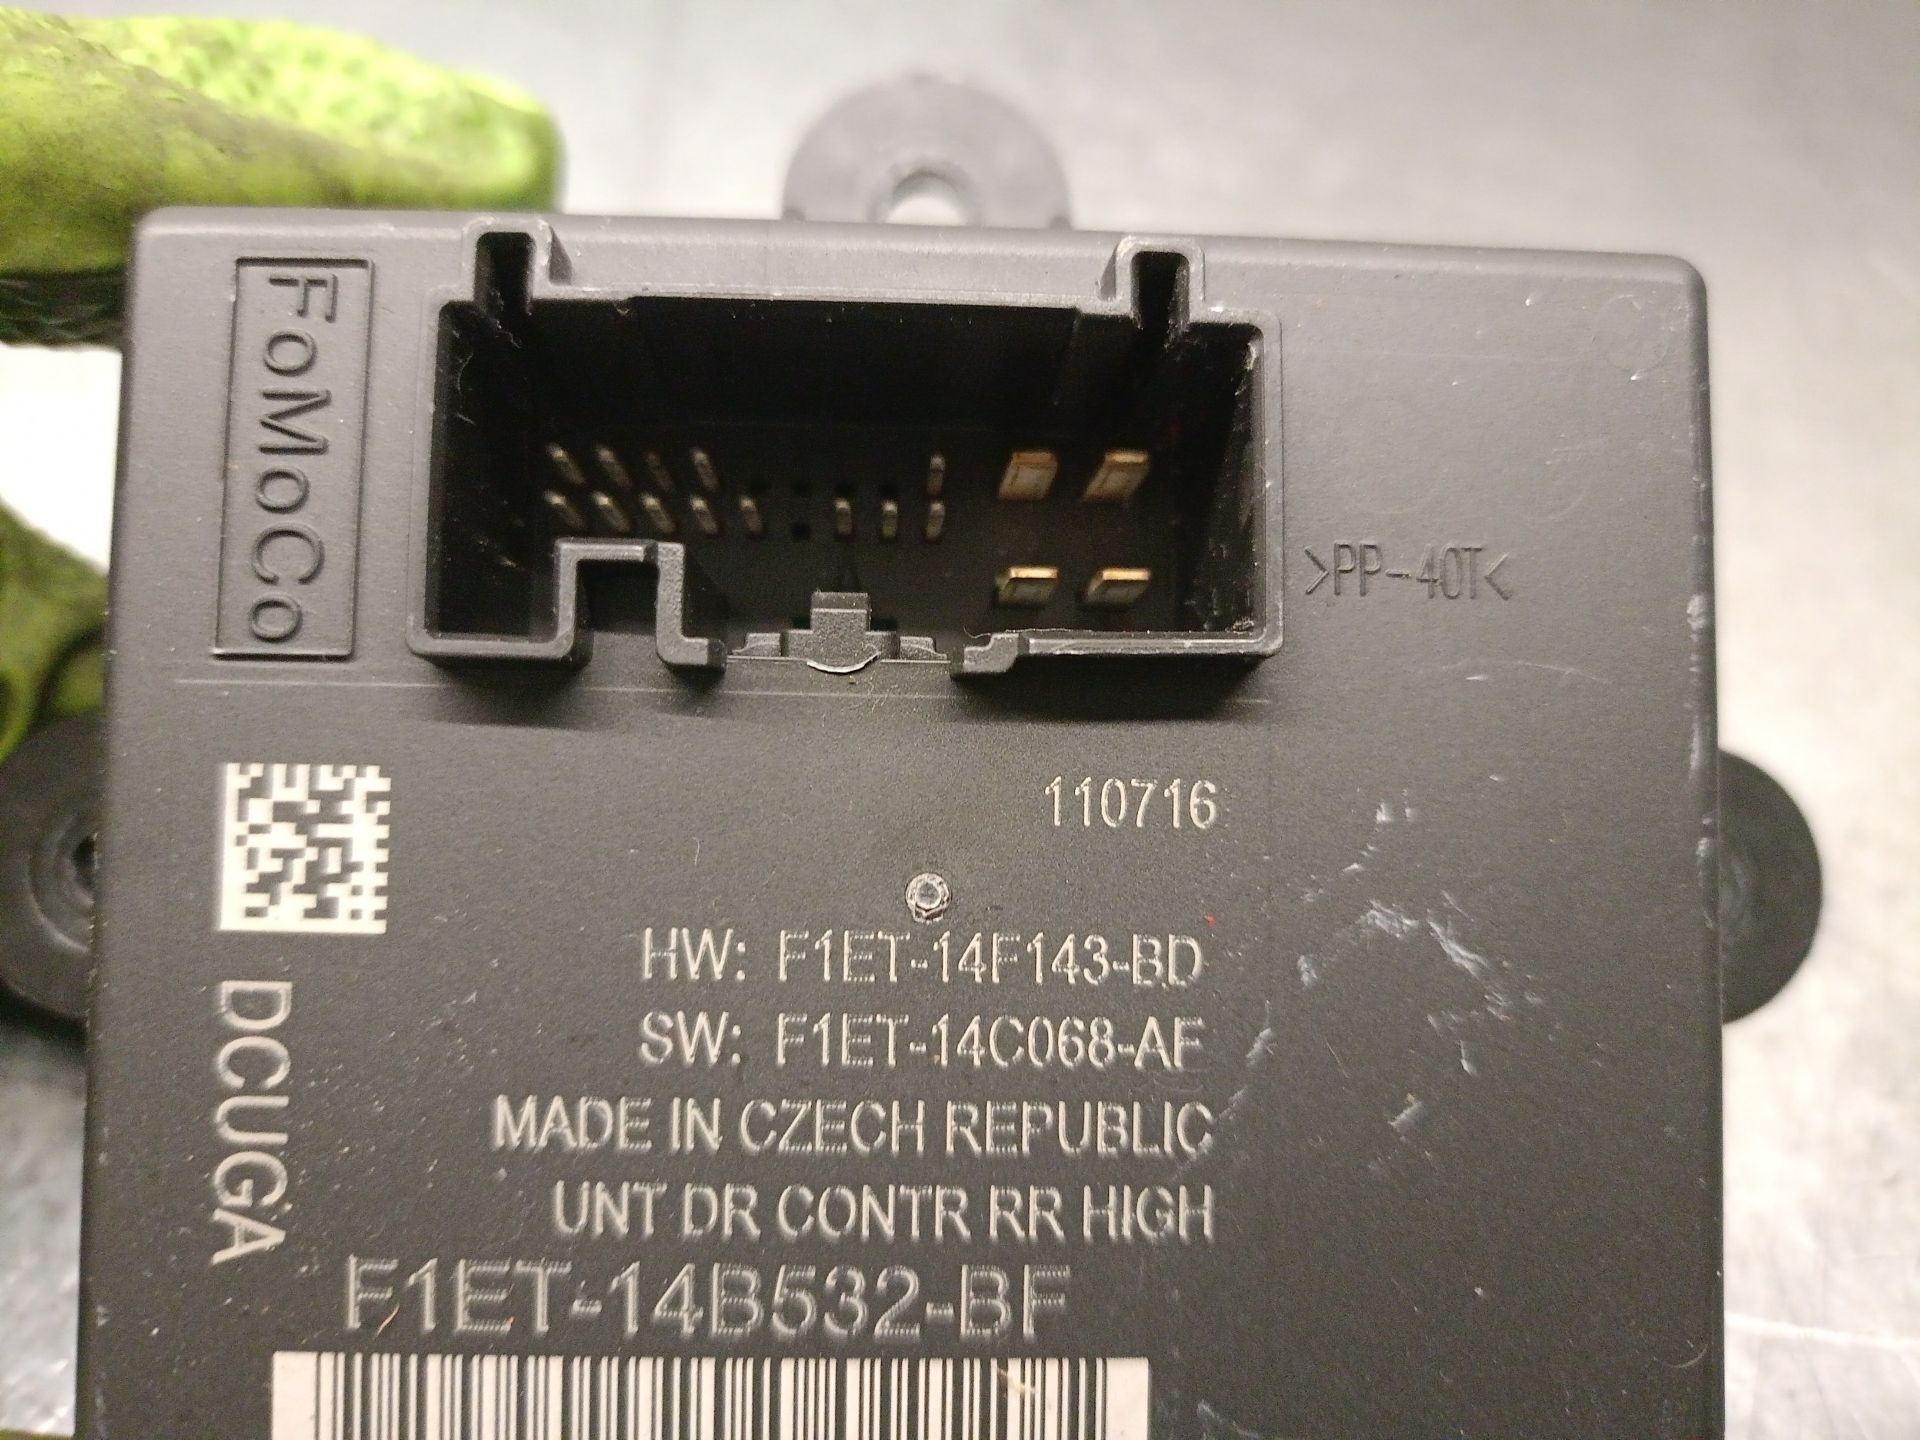 FoMoCo
>PP-40T<
110716
HW: F1ET-14F143-BD
SW: F1ET-14C068-AF
MADE IN CZECH REPUBLIC
UNT DR CONTR RR HIGH
DCUGA
F1ET-14B532-BF